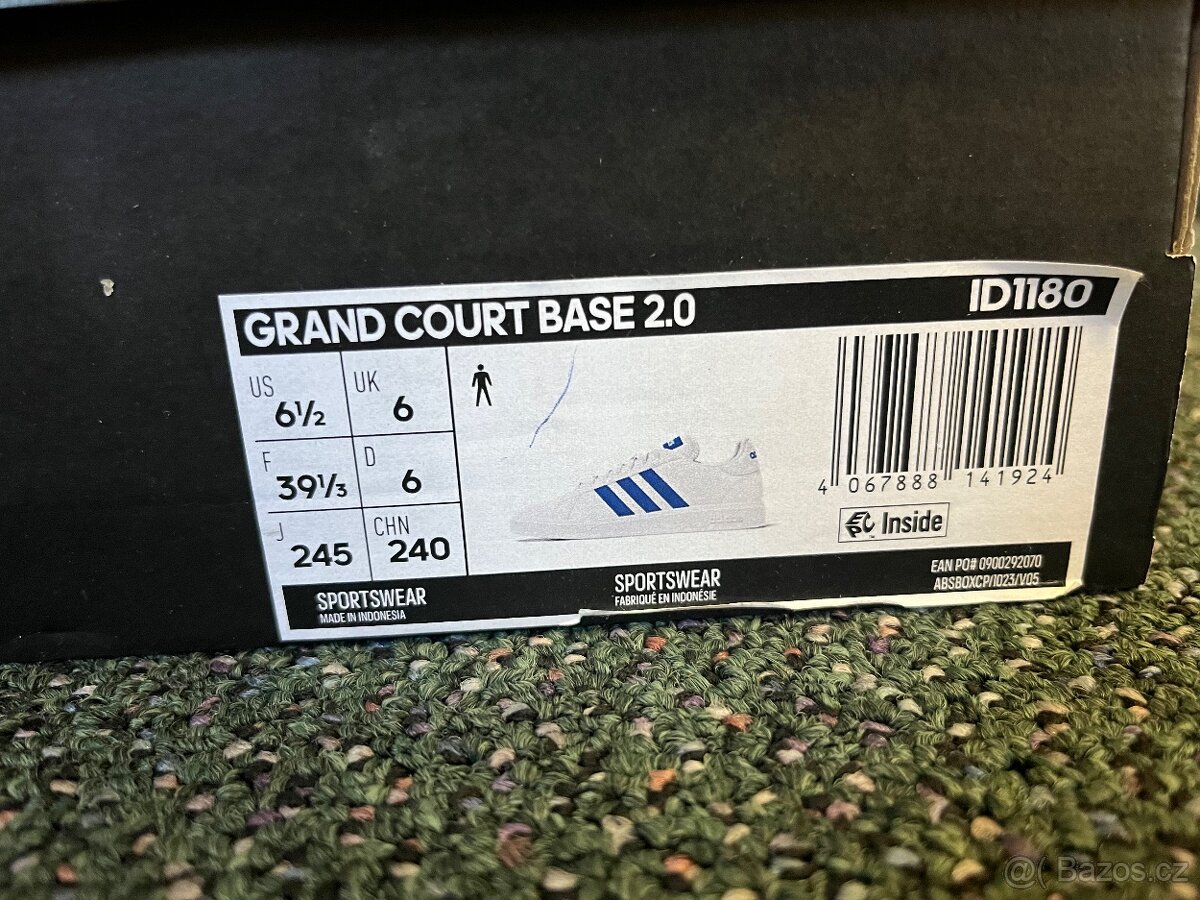 GRAND COURT BASE 2.0
ID1180
US
6½
UK
6
F
39⅓
D
6
J
245
CHN
240
4 067888 141924
EPC™ Inside
SPORTSWEAR
MADE IN INDONESIA
SPORTSWEAR
FABRIQUÉ EN INDONÉSIE
EAN PO# 0900292070
ABSBOXCP/1023/V05
@( Bazos.cz